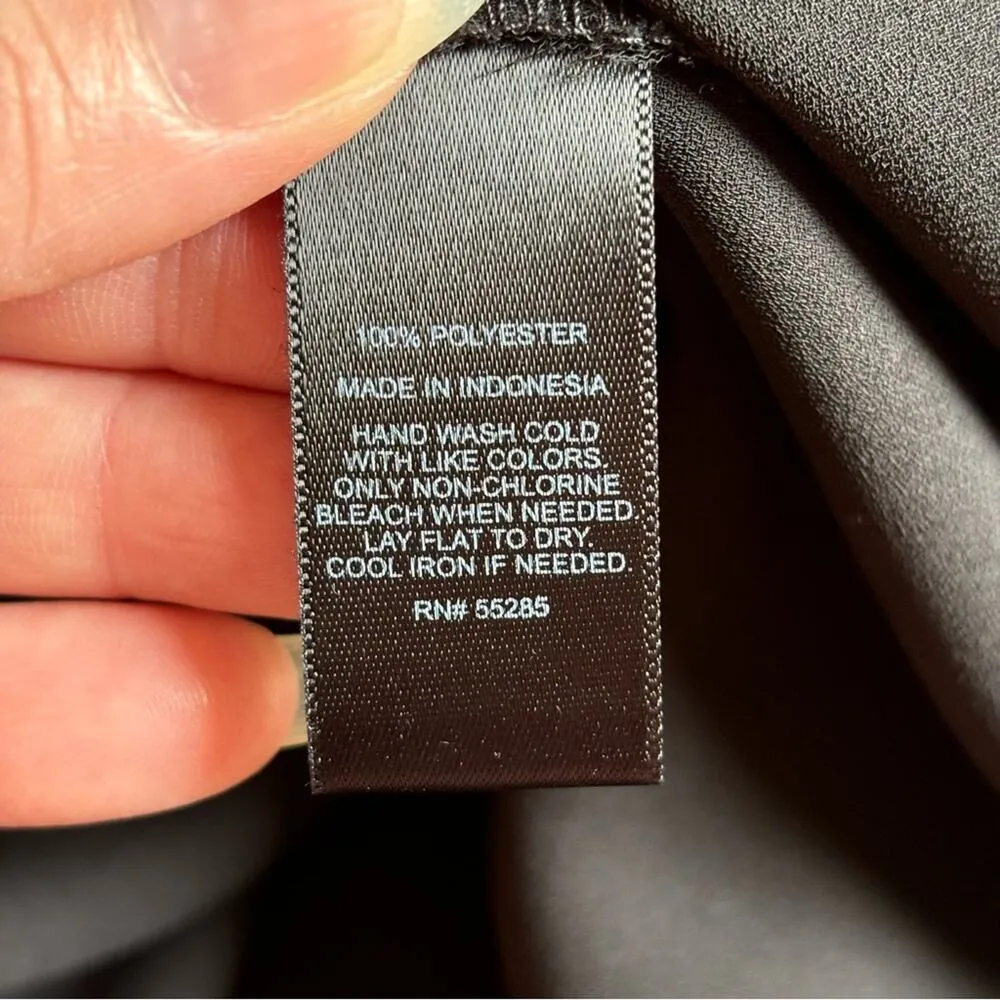 100% POLYESTER
MADE IN INDONESIA
HAND WASH COLD
WITH LIKE COLORS.
ONLY NON-CHLORINE
BLEACH WHEN NEEDED.
LAY FLAT TO DRY.
COOL IRON IF NEEDED
RN# 55285